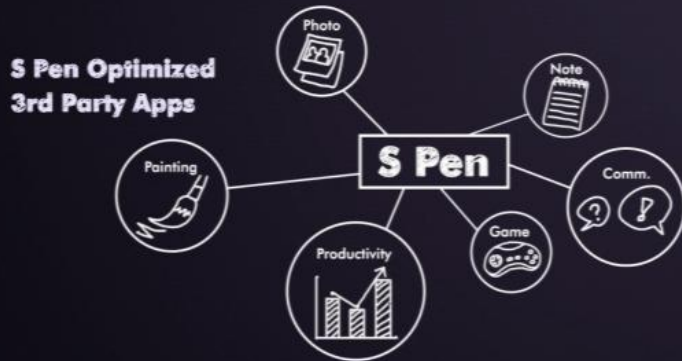 S Pen Optimized
3rd Party Apps
Photo
Note
Painting
S Pen
Comm.
? !
Game
Productivity